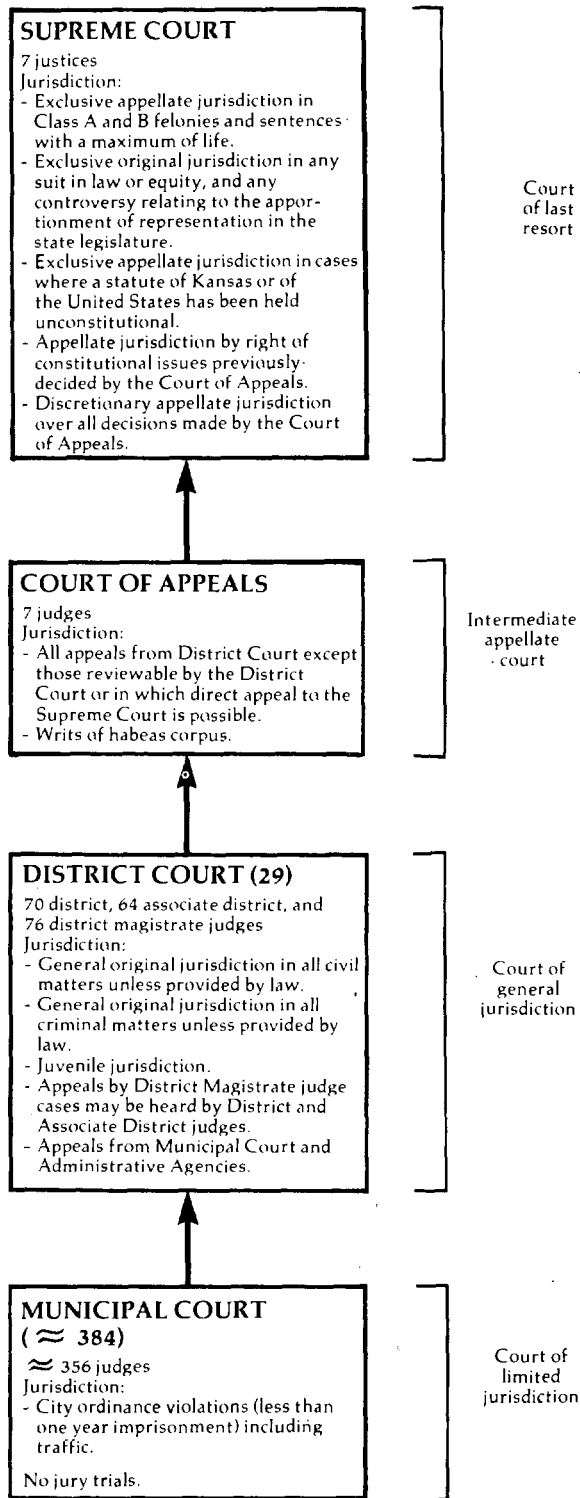 SUPREME COURT
7 justices
Jurisdiction:
- Exclusive appellate jurisdiction in
Class A and B felonies and sentences
with a maximum of life.
- Exclusive original jurisdiction in any
suit in law or equity, and any
controversy relating to the appor-
tionment of representation in the
state legislature.
- Exclusive appellate jurisdiction in cases
where a statute of Kansas or of
the United States has been held
unconstitutional.
- Appellate jurisdiction by right of
constitutional issues previously
decided by the Court of Appeals.
- Discretionary appellate jurisdiction
over all decisions made by the Court
of Appeals.
Court
of last
resort
COURT OF APPEALS
7 judges
Jurisdiction:
- All appeals from District Court except
those reviewable by the District
Court or in which direct appeal to the
Supreme Court is possible.
- Writs of habeas corpus.
Intermediate
appellate
court
DISTRICT COURT (29)
70 district, 64 associate district, and
76 district magistrate judges
Jurisdiction:
- General original jurisdiction in all civil
matters unless provided by law.
- General original jurisdiction in all
criminal matters unless provided by
law.
- Juvenile jurisdiction.
- Appeals by District Magistrate judge
cases may be heard by District and
Associate District judges.
- Appeals from Municipal Court and
Administrative Agencies.
Court of
general
jurisdiction
MUNICIPAL COURT
( ≈ 384)
≈ 356 judges
Jurisdiction:
- City ordinance violations (less than
one year imprisonment) including
traffic.
No jury trials.
Court of
limited
jurisdiction